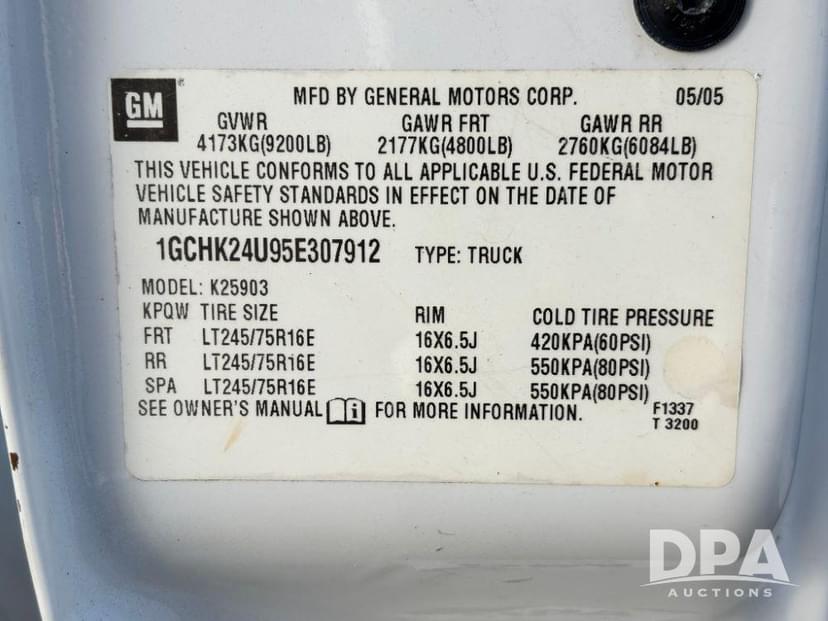 GM
MFD BY GENERAL MOTORS CORP. 05/05
GVWR GAWR FRT GAWR RR
4173KG(9200LB) 2177KG(4800LB) 2760KG(6084LB)
THIS VEHICLE CONFORMS TO ALL APPLICABLE U.S. FEDERAL MOTOR
VEHICLE SAFETY STANDARDS IN EFFECT ON THE DATE OF
MANUFACTURE SHOWN ABOVE.
1GCHK24U95E307912 TYPE: TRUCK
MODEL: K25903
KPQW TIRE SIZE RIM COLD TIRE PRESSURE
FRT LT245/75R16E 16X6.5J 420KPA(60PSI)
RR LT245/75R16E 16X6.5J 550KPA(80PSI)
SPA LT245/75R16E 16X6.5J 550KPA(80PSI)
SEE OWNER'S MANUAL FOR MORE INFORMATION. F1337
T 3200
DPA
AUCTIONS